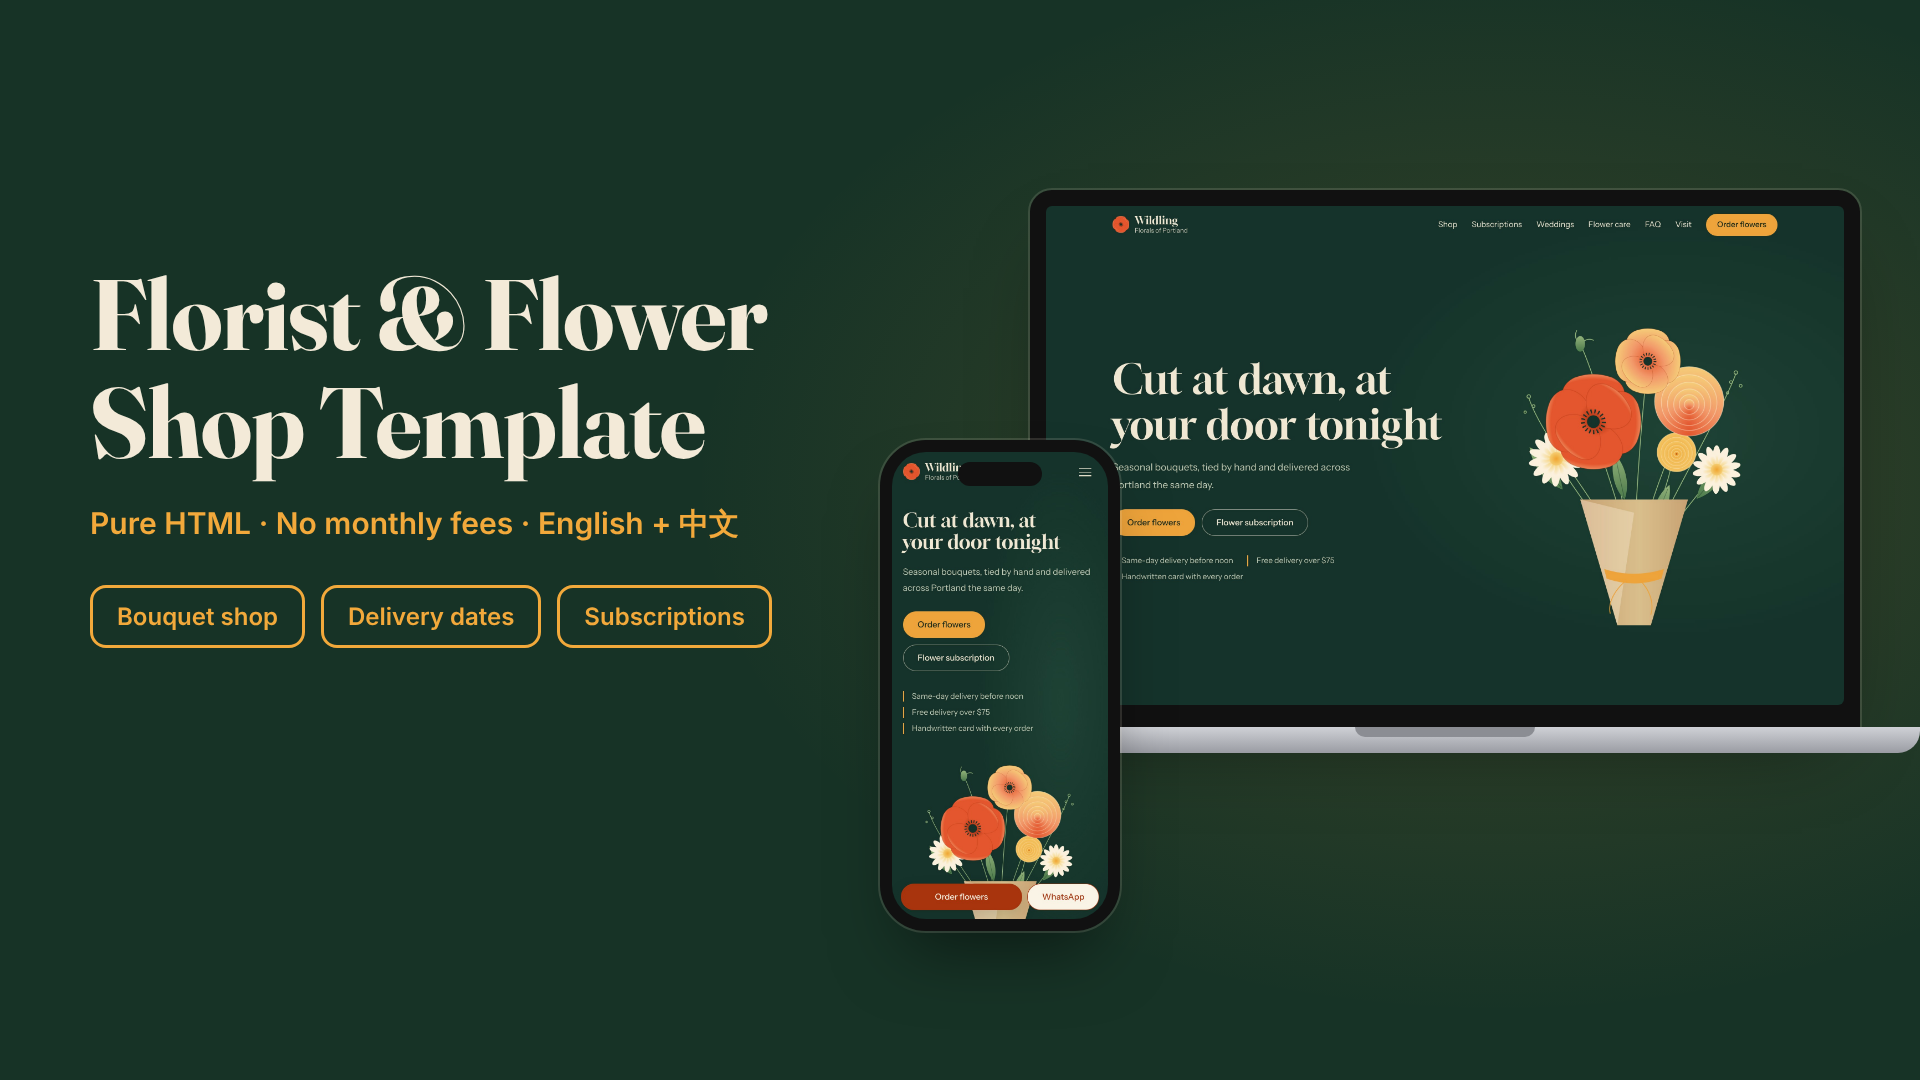 Florist & Flower
Shop Template
Pure HTML · No monthly fees · English + 中文
Bouquet shop
Delivery dates
Subscriptions
Wildling
Florals of Portland
Shop
Subscriptions
Weddings
Flower care
FAQ
Visit
Order flowers
Cut at dawn, at
your door tonight
Seasonal bouquets, tied by hand and delivered across
ortland the same day.
Order flowers
Flower subscription
Same-day delivery before noon
Free delivery over $75
Handwritten card with every order
Wildlin
Florals of Po
Cut at dawn, at
your door tonight
Seasonal bouquets, tied by hand and delivered
across Portland the same day.
Order flowers
Flower subscription
Same-day delivery before noon
Free delivery over $75
Handwritten card with every order
Order flowers
WhatsApp